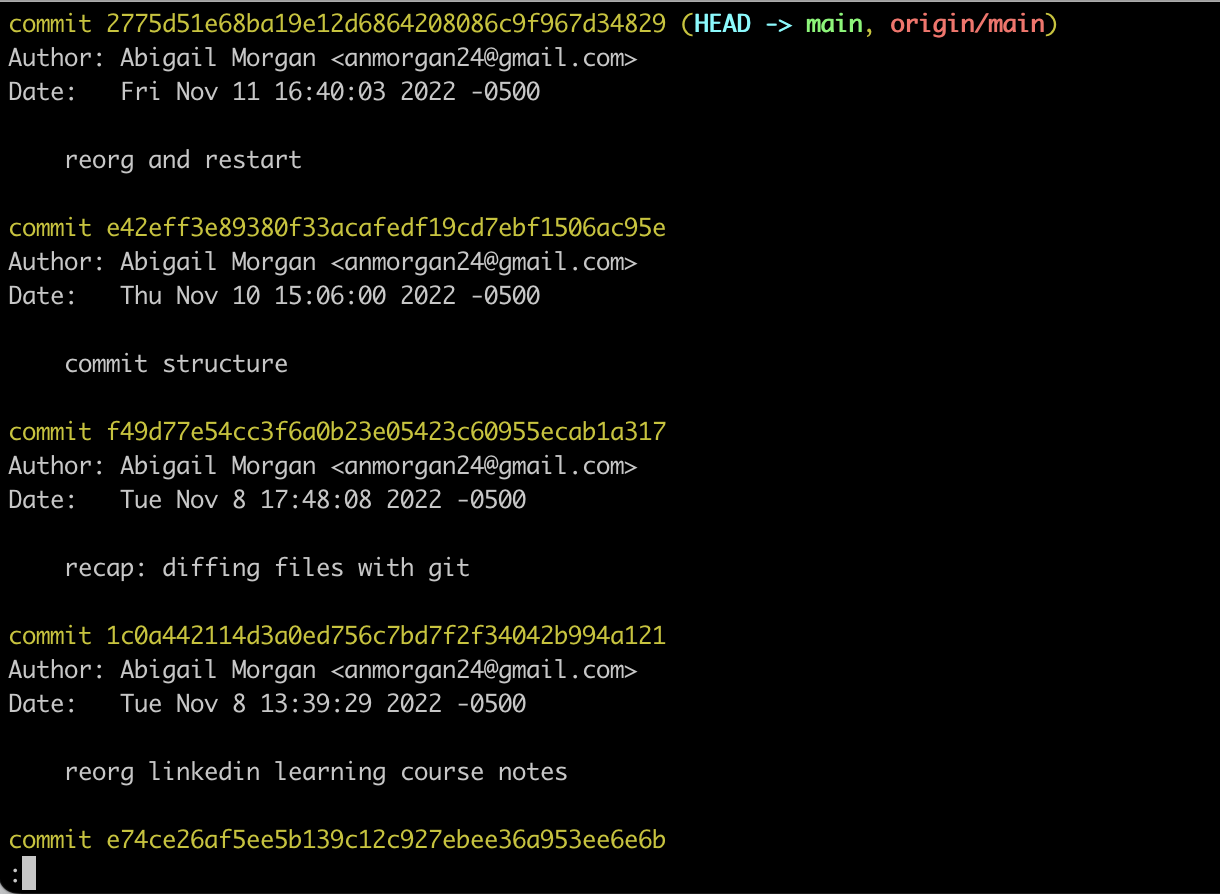 commit 2775d51e68ba19e12d6864208086c9f967d34829 (HEAD -> main, origin/main)
Author: Abigail Morgan <anmorgan24@gmail.com>
Date:   Fri Nov 11 16:40:03 2022 -0500

    reorg and restart

commit e42eff3e89380f33acafedf19cd7ebf1506ac95e
Author: Abigail Morgan <anmorgan24@gmail.com>
Date:   Thu Nov 10 15:06:00 2022 -0500

    commit structure

commit f49d77e54cc3f6a0b23e05423c60955ecab1a317
Author: Abigail Morgan <anmorgan24@gmail.com>
Date:   Tue Nov 8 17:48:08 2022 -0500

    recap: diffing files with git

commit 1c0a442114d3a0ed756c7bd7f2f34042b994a121
Author: Abigail Morgan <anmorgan24@gmail.com>
Date:   Tue Nov 8 13:39:29 2022 -0500

    reorg linkedin learning course notes

commit e74ce26af5ee5b139c12c927ebee36a953ee6e6b
: